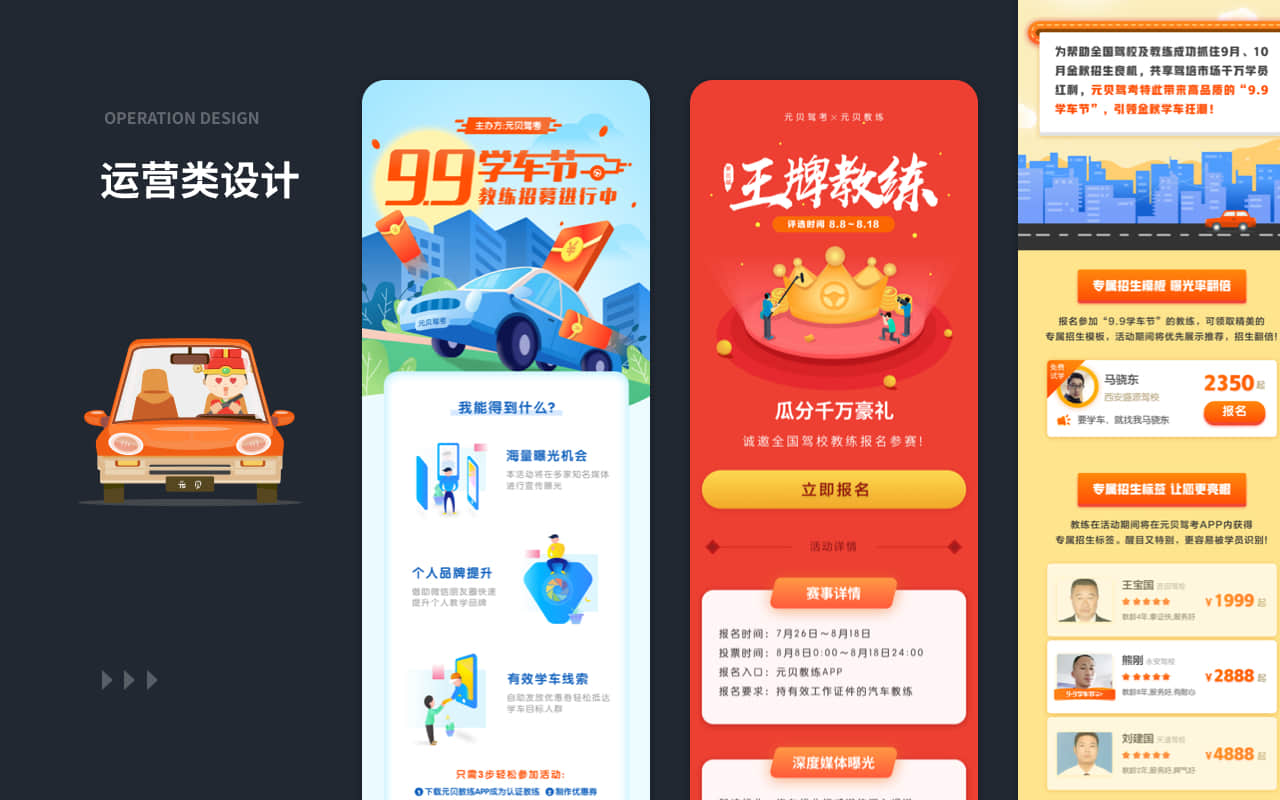 OPERATION DESIGN
运营类设计
元 贝
主办方:元贝驾考
9.9学车节
教练招募进行中
元贝驾考
我能得到什么?
海量曝光机会
本活动将在多家知名媒体
进行宣传曝光
个人品牌提升
借助微信朋友圈快速
提升个人教学品牌
有效学车线索
自助发放优惠券轻松抵达
学车目标人群
只需3步轻松参加活动:
1 下载元贝教练APP成为认证教练 2 制作优惠券
元贝驾考×元贝教练
王牌教练
评选时间 8.8~8.18
瓜分千万豪礼
诚邀全国驾校教练报名参赛!
立即报名
活动详情
赛事详情
报名时间：7月26日～8月18日
投票时间：8月8日0:00～8月18日24:00
报名入口：元贝教练APP
报名要求：持有效工作证件的汽车教练
深度媒体曝光
为帮助全国驾校及教练成功抓住9月、10
月金秋招生良机，共享驾培市场千万学员
红利，元贝驾考特此带来高品质的“9.9
学车节”，引领金秋学车狂潮!
专属招生模板 曝光率翻倍
报名参加“9.9学车节”的教练，可领取精美的
专属招生模板，活动期间将优先展示推荐，招生翻倍!
免费
试学
马骁东
西安盛源驾校
2350起
报名
要学车、就找我马骁东
专属招生标签 让您更亮眼
教练在活动期间将在元贝驾考APP内获得
专属招生标签。醒目又特别，更容易被学员识别!
王宝国
¥1999起
教龄4年,拿证快,服务好
熊刚 永安驾校
¥2888起
教龄8年,服务好,有耐心
9.9学车节
刘建国 天道驾校
¥4888起
教龄2年,服务好,脾气好